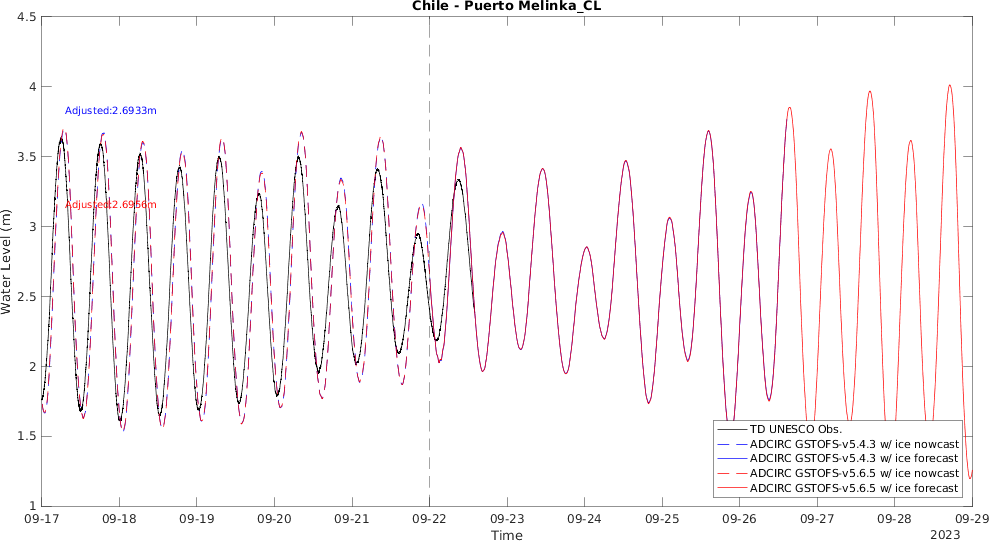 Chile - Puerto Melinka_CL
4.5
4
3.5
3
2.5
2
1.5
1
Water Level (m)
Adjusted:2.6933m
Adjusted:2.6956m
TD UNESCO Obs.
ADCIRC GSTOFS-v5.4.3 w/ ice nowcast
ADCIRC GSTOFS-v5.4.3 w/ ice forecast
ADCIRC GSTOFS-v5.6.5 w/ ice nowcast
ADCIRC GSTOFS-v5.6.5 w/ ice forecast
09-17 09-18 09-19 09-20 09-21 09-22 09-23 09-24 09-25 09-26 09-27 09-28 09-29
Time
2023